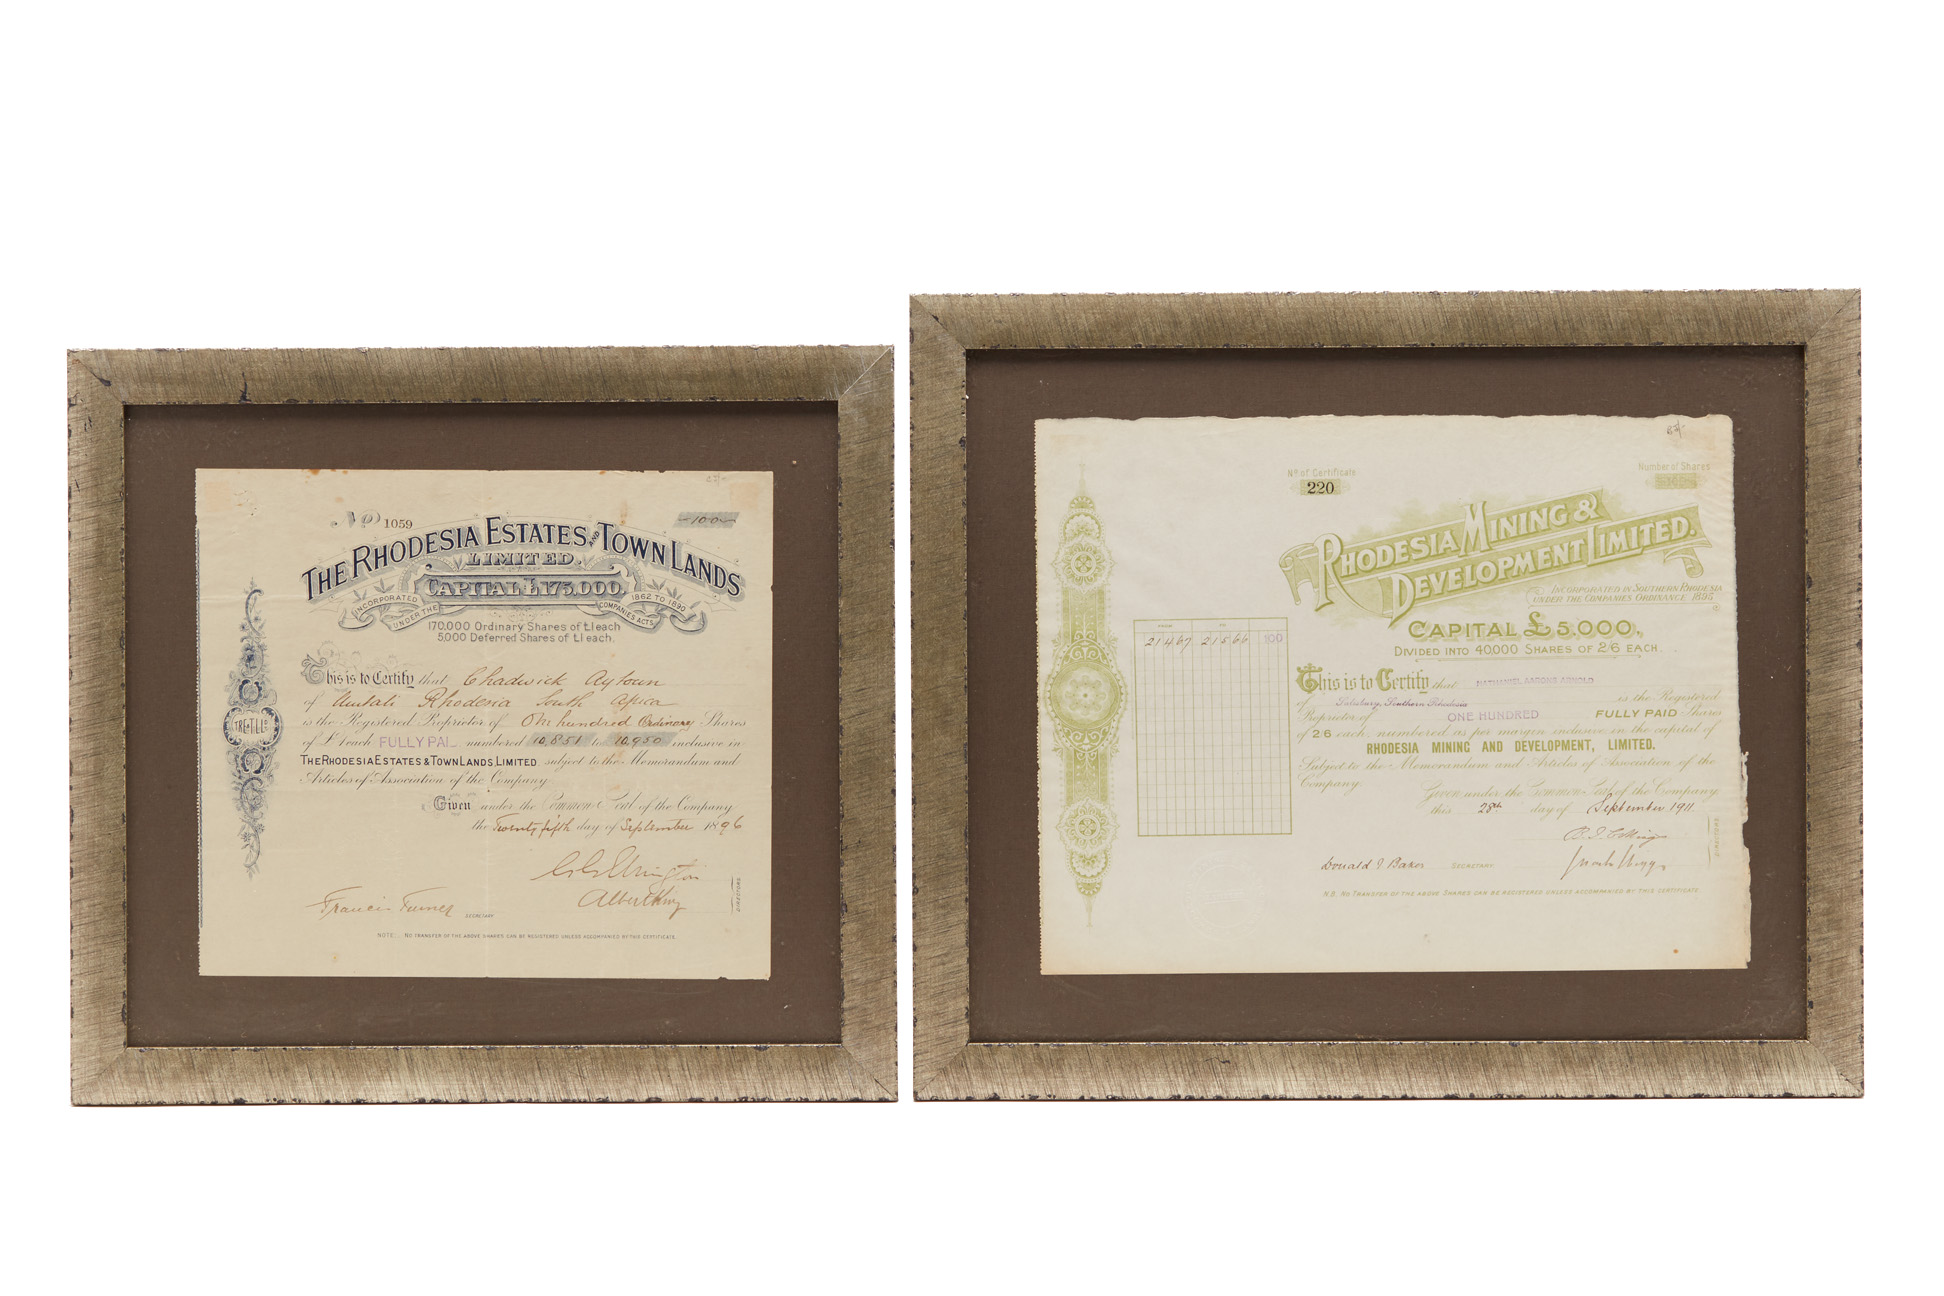 No 1059
100
THE RHODESIA ESTATES AND TOWN LANDS
LIMITED.
CAPITAL £175,000.
INCORPORATED UNDER THE COMPANIES ACTS 1862 TO 1890
170,000 Ordinary Shares of £1 each
5,000 Deferred Shares of £1 each.
This is to Certify that Chadwick Aytoun
of Umtali Rhodesia South Africa
is the Registered Proprietor of One hundred Ordinary Shares
of £1 each FULLY PAI numbered 10,851 to 10,950 inclusive in
THE RHODESIA ESTATES & TOWN LANDS, LIMITED subject to the Memorandum and
Articles of Association of the Company.
Given under the Common Seal of the Company
the Twenty fifth day of September 1896
Albert King
Francis Turner SECRETARY
DIRECTORS
NOTE:- NO TRANSFER OF THE ABOVE SHARES CAN BE REGISTERED UNLESS ACCOMPANIED BY THIS CERTIFICATE.
No of Certificate
220
Number of Shares
RHODESIA MINING &
DEVELOPMENT LIMITED.
INCORPORATED IN SOUTHERN RHODESIA
UNDER THE COMPANIES ORDINANCE 1895
CAPITAL £5,000,
DIVIDED INTO 40,000 SHARES OF 2/6 EACH.
FROM TO
21467 21566 100
This is to Certify that NATHANIEL AARONS ARNOLD
of Salisbury, Southern Rhodesia is the Registered
Proprietor of ONE HUNDRED FULLY PAID Shares
of 2/6 each, numbered as per margin inclusive in the capital of
RHODESIA MINING AND DEVELOPMENT, LIMITED.
Subject to the Memorandum and Articles of Association of the
Company.
Given under the Common Seal of the Company
this 28th day of September 1911
Donald J Baker SECRETARY.
DIRECTORS
N.B. NO TRANSFER OF THE ABOVE SHARES CAN BE REGISTERED UNLESS ACCOMPANIED BY THIS CERTIFICATE